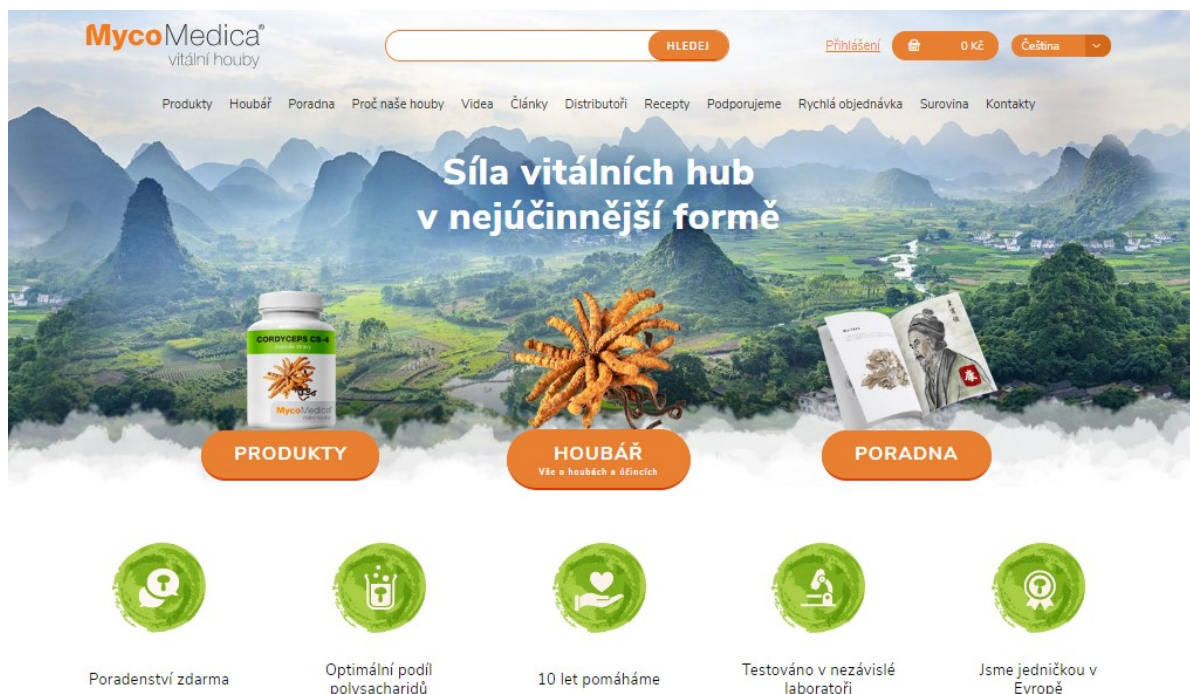 MycoMedica®
vitální houby
HLEDEJ
Přihlášení
0 Kč
Čeština
Produkty Houbář Poradna Proč naše houby Videa Články Distributoři Recepty Podporujeme Rychlá objednávka Surovina Kontakty
Síla vitálních hub
v nejúčinnější formě
CORDYCEPS CS-4
MycoMedica
PRODUKTY
HOUBÁŘ
Vše o houbách a účincích
PORADNA
Poradenství zdarma
Optimální podíl
polysacharidů
10 let pomáháme
Testováno v nezávislé
laboratoři
Jsme jedničkou v
Evropě